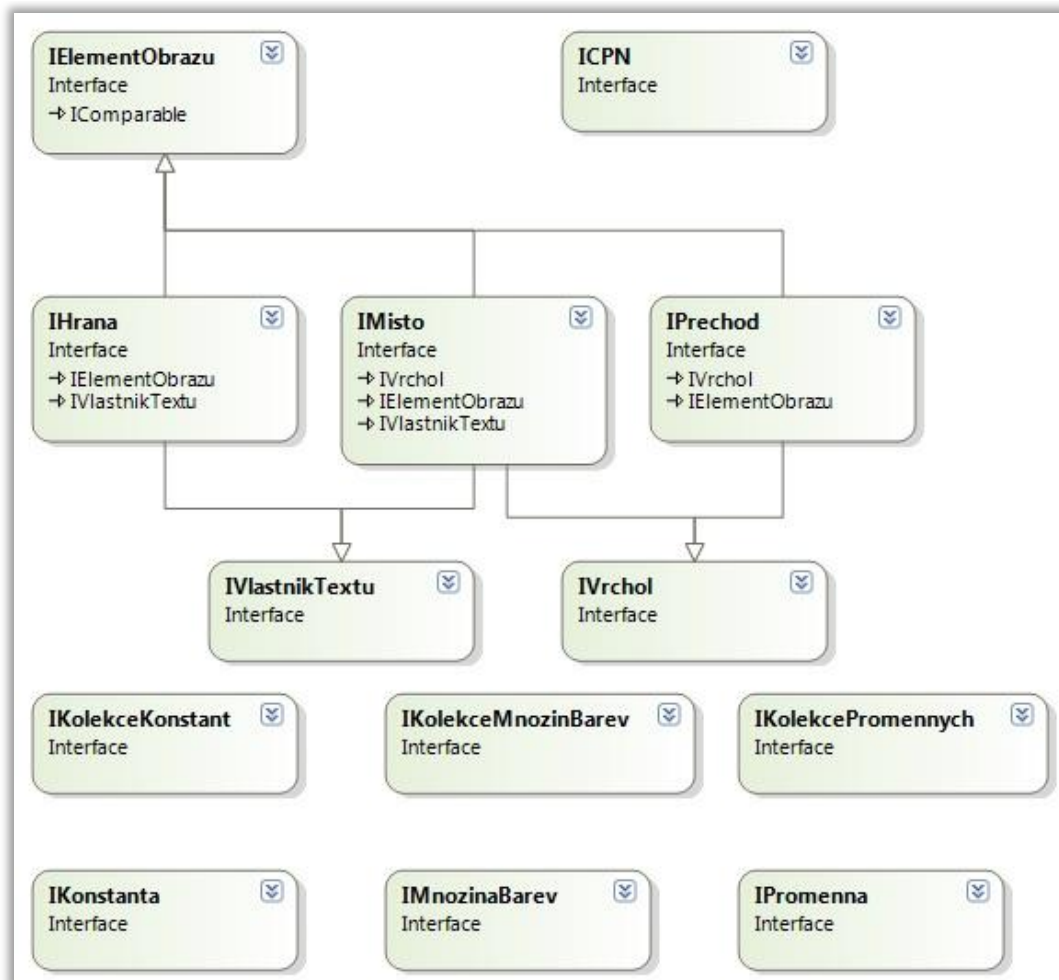 IElementObrazu
Interface
IComparable
ICPN
Interface
IHrana
Interface
IElementObrazu
IVlastnikTextu
IMisto
Interface
IVrchol
IElementObrazu
IVlastnikTextu
IPrechod
Interface
IVrchol
IElementObrazu
IVlastnikTextu
Interface
IVrchol
Interface
IKolekceKonstant
Interface
IKolekceMnozinBarev
Interface
IKolekcePromennych
Interface
IKonstanta
Interface
IMnozinaBarev
Interface
IPromenna
Interface